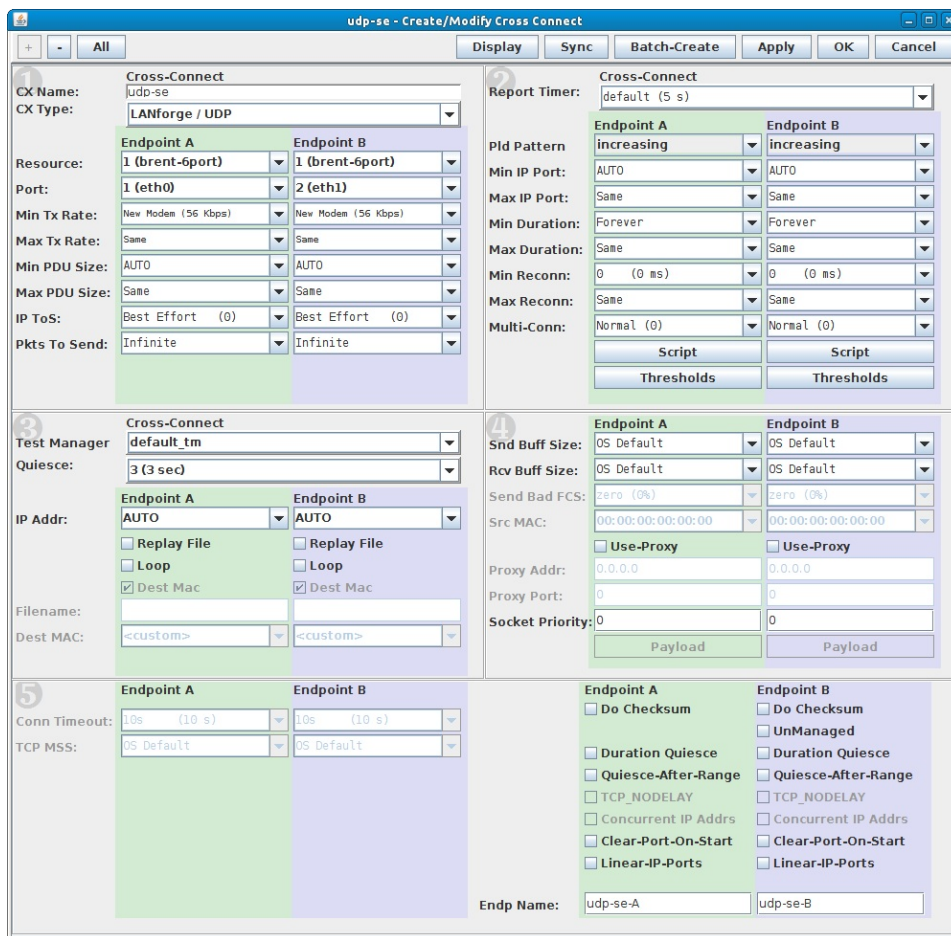 udp-se - Create/Modify Cross Connect
+ - All Display Sync Batch-Create Apply OK Cancel
1
Cross-Connect
CX Name: udp-se
CX Type: LANforge / UDP
Endpoint A Endpoint B
Resource: 1 (brent-6port) 1 (brent-6port)
Port: 1 (eth0) 2 (eth1)
Min Tx Rate: New Modem (56 Kbps) New Modem (56 Kbps)
Max Tx Rate: Same Same
Min PDU Size: AUTO AUTO
Max PDU Size: Same Same
IP ToS: Best Effort (0) Best Effort (0)
Pkts To Send: Infinite Infinite
2
Cross-Connect
Report Timer: default (5 s)
Endpoint A Endpoint B
Pld Pattern increasing increasing
Min IP Port: AUTO AUTO
Max IP Port: Same Same
Min Duration: Forever Forever
Max Duration: Same Same
Min Reconn: 0 (0 ms) 0 (0 ms)
Max Reconn: Same Same
Multi-Conn: Normal (0) Normal (0)
Script Script
Thresholds Thresholds
3
Cross-Connect
Test Manager default_tm
Quiesce: 3 (3 sec)
Endpoint A Endpoint B
IP Addr: AUTO AUTO
Replay File Replay File
Loop Loop
Dest Mac Dest Mac
Filename:
Dest MAC: <custom> <custom>
4
Endpoint A Endpoint B
Snd Buff Size: OS Default OS Default
Rcv Buff Size: OS Default OS Default
Send Bad FCS: zero (0%) zero (0%)
Src MAC: 00:00:00:00:00:00 00:00:00:00:00:00
Use-Proxy Use-Proxy
Proxy Addr: 0.0.0.0 0.0.0.0
Proxy Port: 0 0
Socket Priority: 0 0
Payload Payload
5
Endpoint A Endpoint B
Conn Timeout: 10s (10 s) 10s (10 s)
TCP MSS: OS Default OS Default
Endpoint A Endpoint B
Do Checksum Do Checksum
UnManaged
Duration Quiesce Duration Quiesce
Quiesce-After-Range Quiesce-After-Range
TCP_NODELAY TCP_NODELAY
Concurrent IP Addrs Concurrent IP Addrs
Clear-Port-On-Start Clear-Port-On-Start
Linear-IP-Ports Linear-IP-Ports
Endp Name: udp-se-A udp-se-B